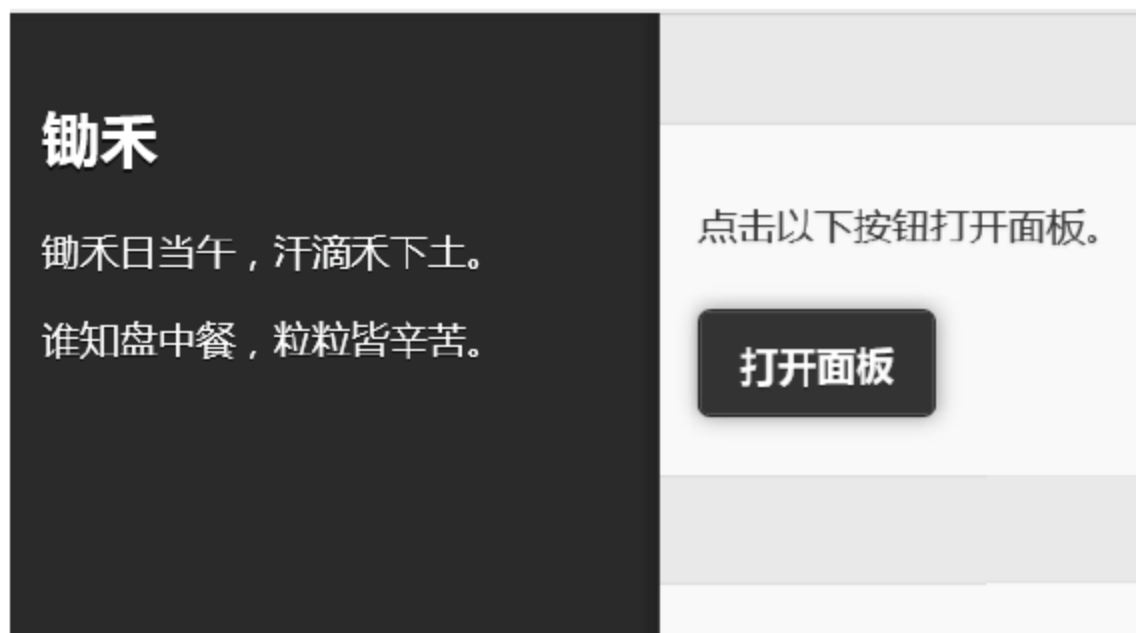 锄禾
锄禾日当午，汗滴禾下土。
谁知盘中餐，粒粒皆辛苦。
点击以下按钮打开面板。
打开面板